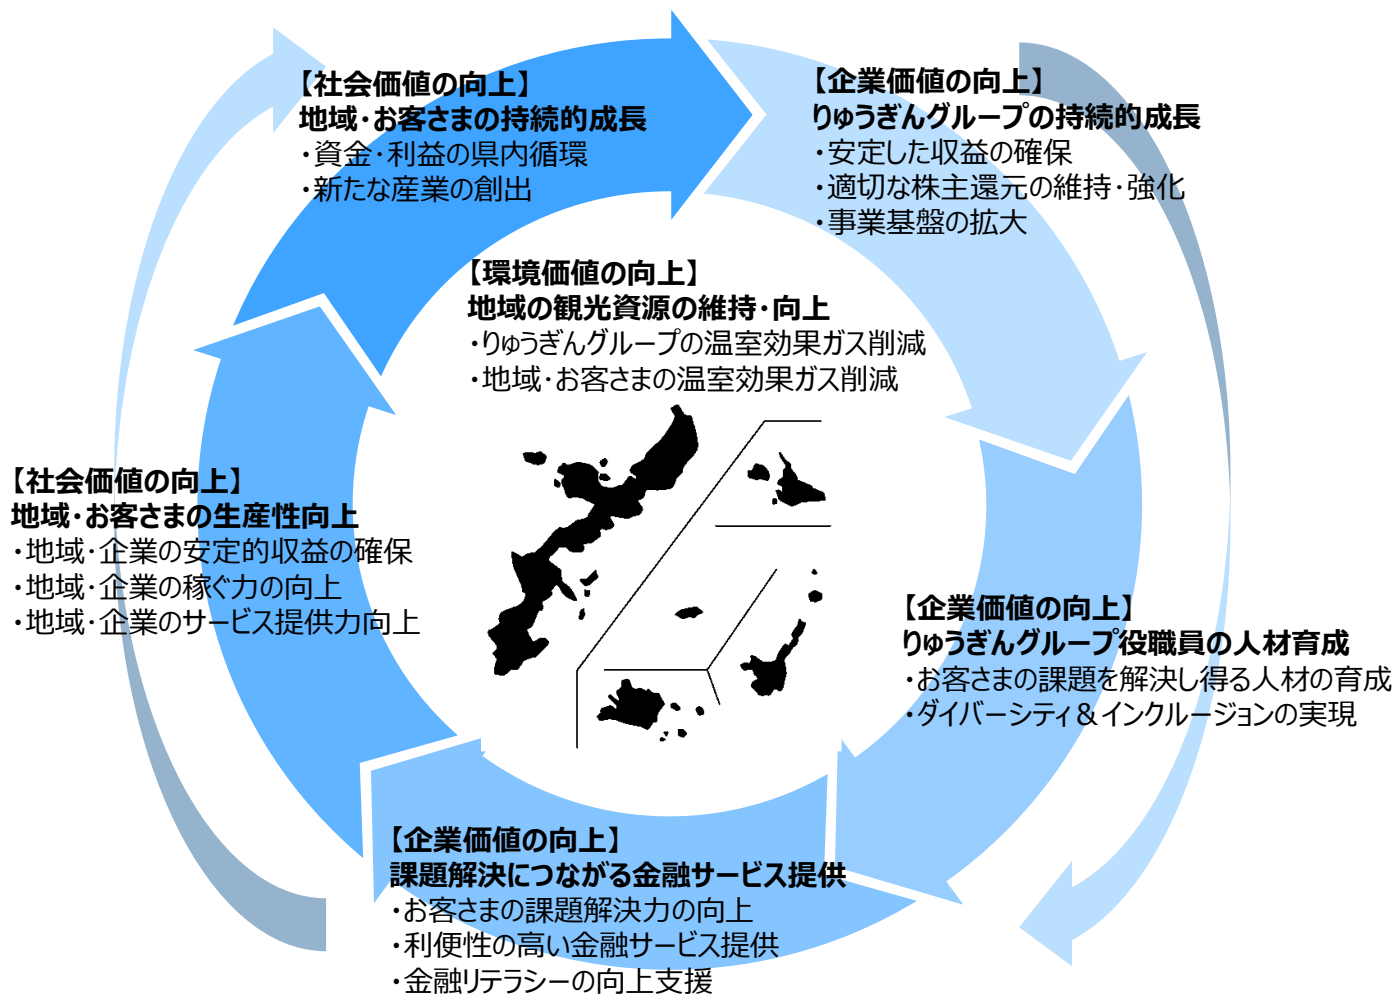 【社会価値の向上】
地域・お客さまの持続的成長
・資金・利益の県内循環
・新たな産業の創出
【企業価値の向上】
りゅうぎんグループの持続的成長
・安定した収益の確保
・適切な株主還元の維持・強化
・事業基盤の拡大
【環境価値の向上】
地域の観光資源の維持・向上
・りゅうぎんグループの温室効果ガス削減
・地域・お客さまの温室効果ガス削減
【社会価値の向上】
地域・お客さまの生産性向上
・地域・企業の安定的収益の確保
・地域・企業の稼ぐ力の向上
・地域・企業のサービス提供力向上
【企業価値の向上】
りゅうぎんグループ役職員の人材育成
・お客さまの課題を解決し得る人材の育成
・ダイバーシティ＆インクルージョンの実現
【企業価値の向上】
課題解決につながる金融サービス提供
・お客さまの課題解決力の向上
・利便性の高い金融サービス提供
・金融リテラシーの向上支援